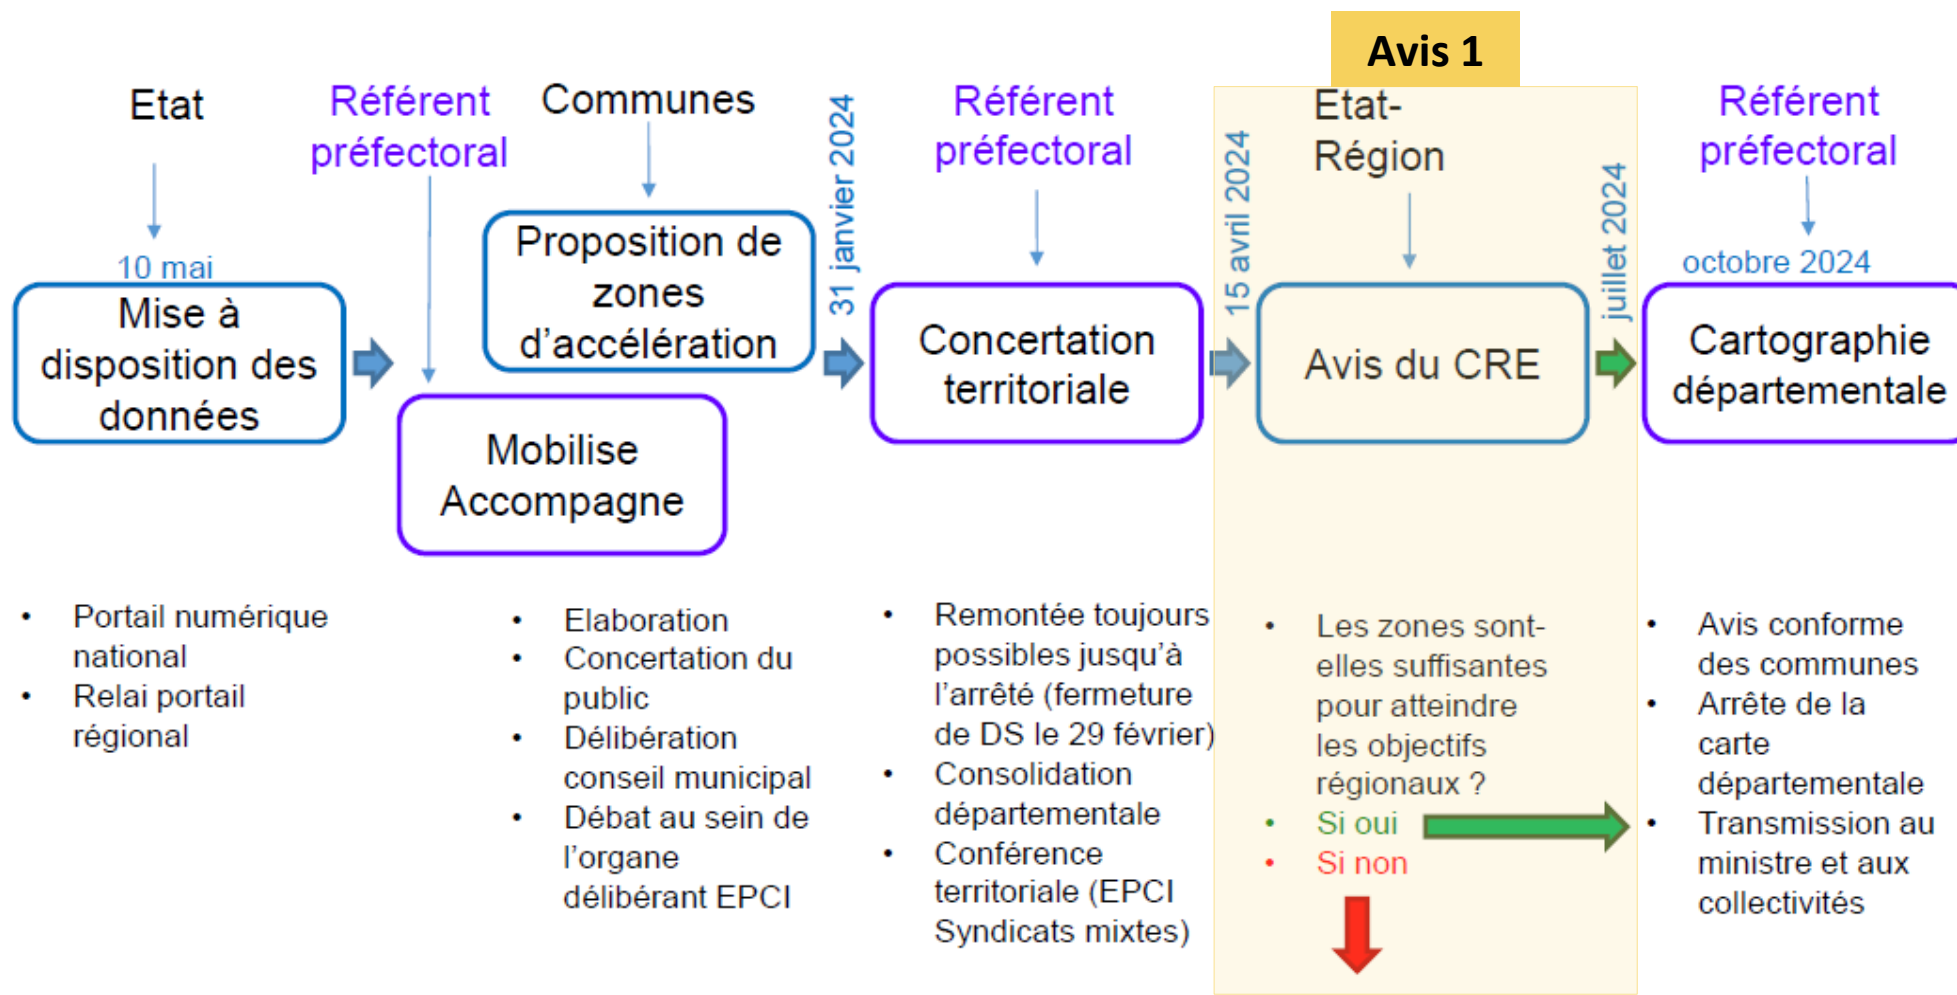 Avis 1
Etat
Référent
préfectoral
Communes
31 janvier 2024
Référent
préfectoral
15 avril 2024
Etat-
Région
juillet 2024
Référent
préfectoral
10 mai
Mise à
disposition des
données
Mobilise
Accompagne
Proposition de
zones
d'accélération
Concertation
territoriale
Avis du CRE
octobre 2024
Cartographie
départementale
• Portail numérique
national
• Relai portail
régional
• Elaboration
• Concertation du
public
• Délibération
conseil municipal
• Débat au sein de
l'organe
délibérant EPCI
• Remontée toujours
possibles jusqu'à
l'arrêté (fermeture
de DS le 29 février)
• Consolidation
départementale
• Conférence
territoriale (EPCI
Syndicats mixtes)
• Les zones sont-
elles suffisantes
pour atteindre
les objectifs
régionaux ?
• Si oui
• Si non
• Avis conforme
des communes
• Arrête de la
carte
départementale
• Transmission au
ministre et aux
collectivités